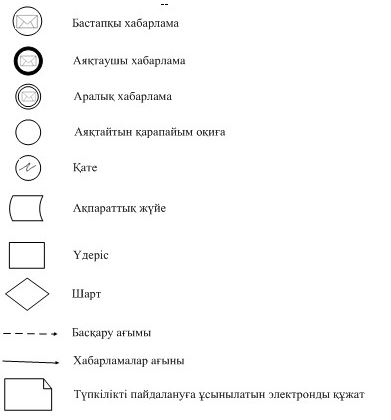 Бастапқы хабарлама
Аяқтаушы хабарлама
Аралық хабарлама
Аяқтайтын қарапайым оқиға
Қате
Ақпараттық жүйе
Үдеріс
Шарт
Басқару ағымы
Хабарламалар ағыны
Түпкілікті пайдалануға ұсынылатын электронды құжат